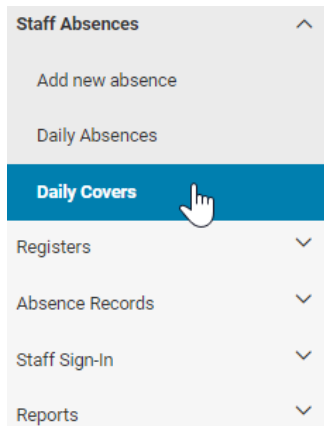 Staff Absences
Add new absence
Daily Absences
Daily Covers
Registers
Absence Records
Staff Sign-In
Reports